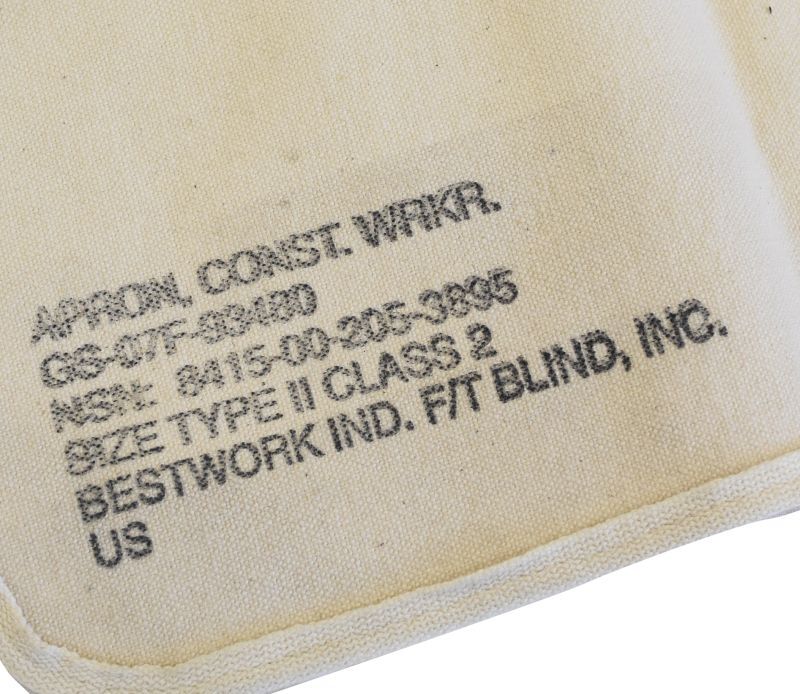 APRON, CONST. WRKR.
GS-07F-93480
NSN: 8415-00-205-3895
SIZE TYPE II CLASS 2
BESTWORK IND. F/T BLIND, INC.
US